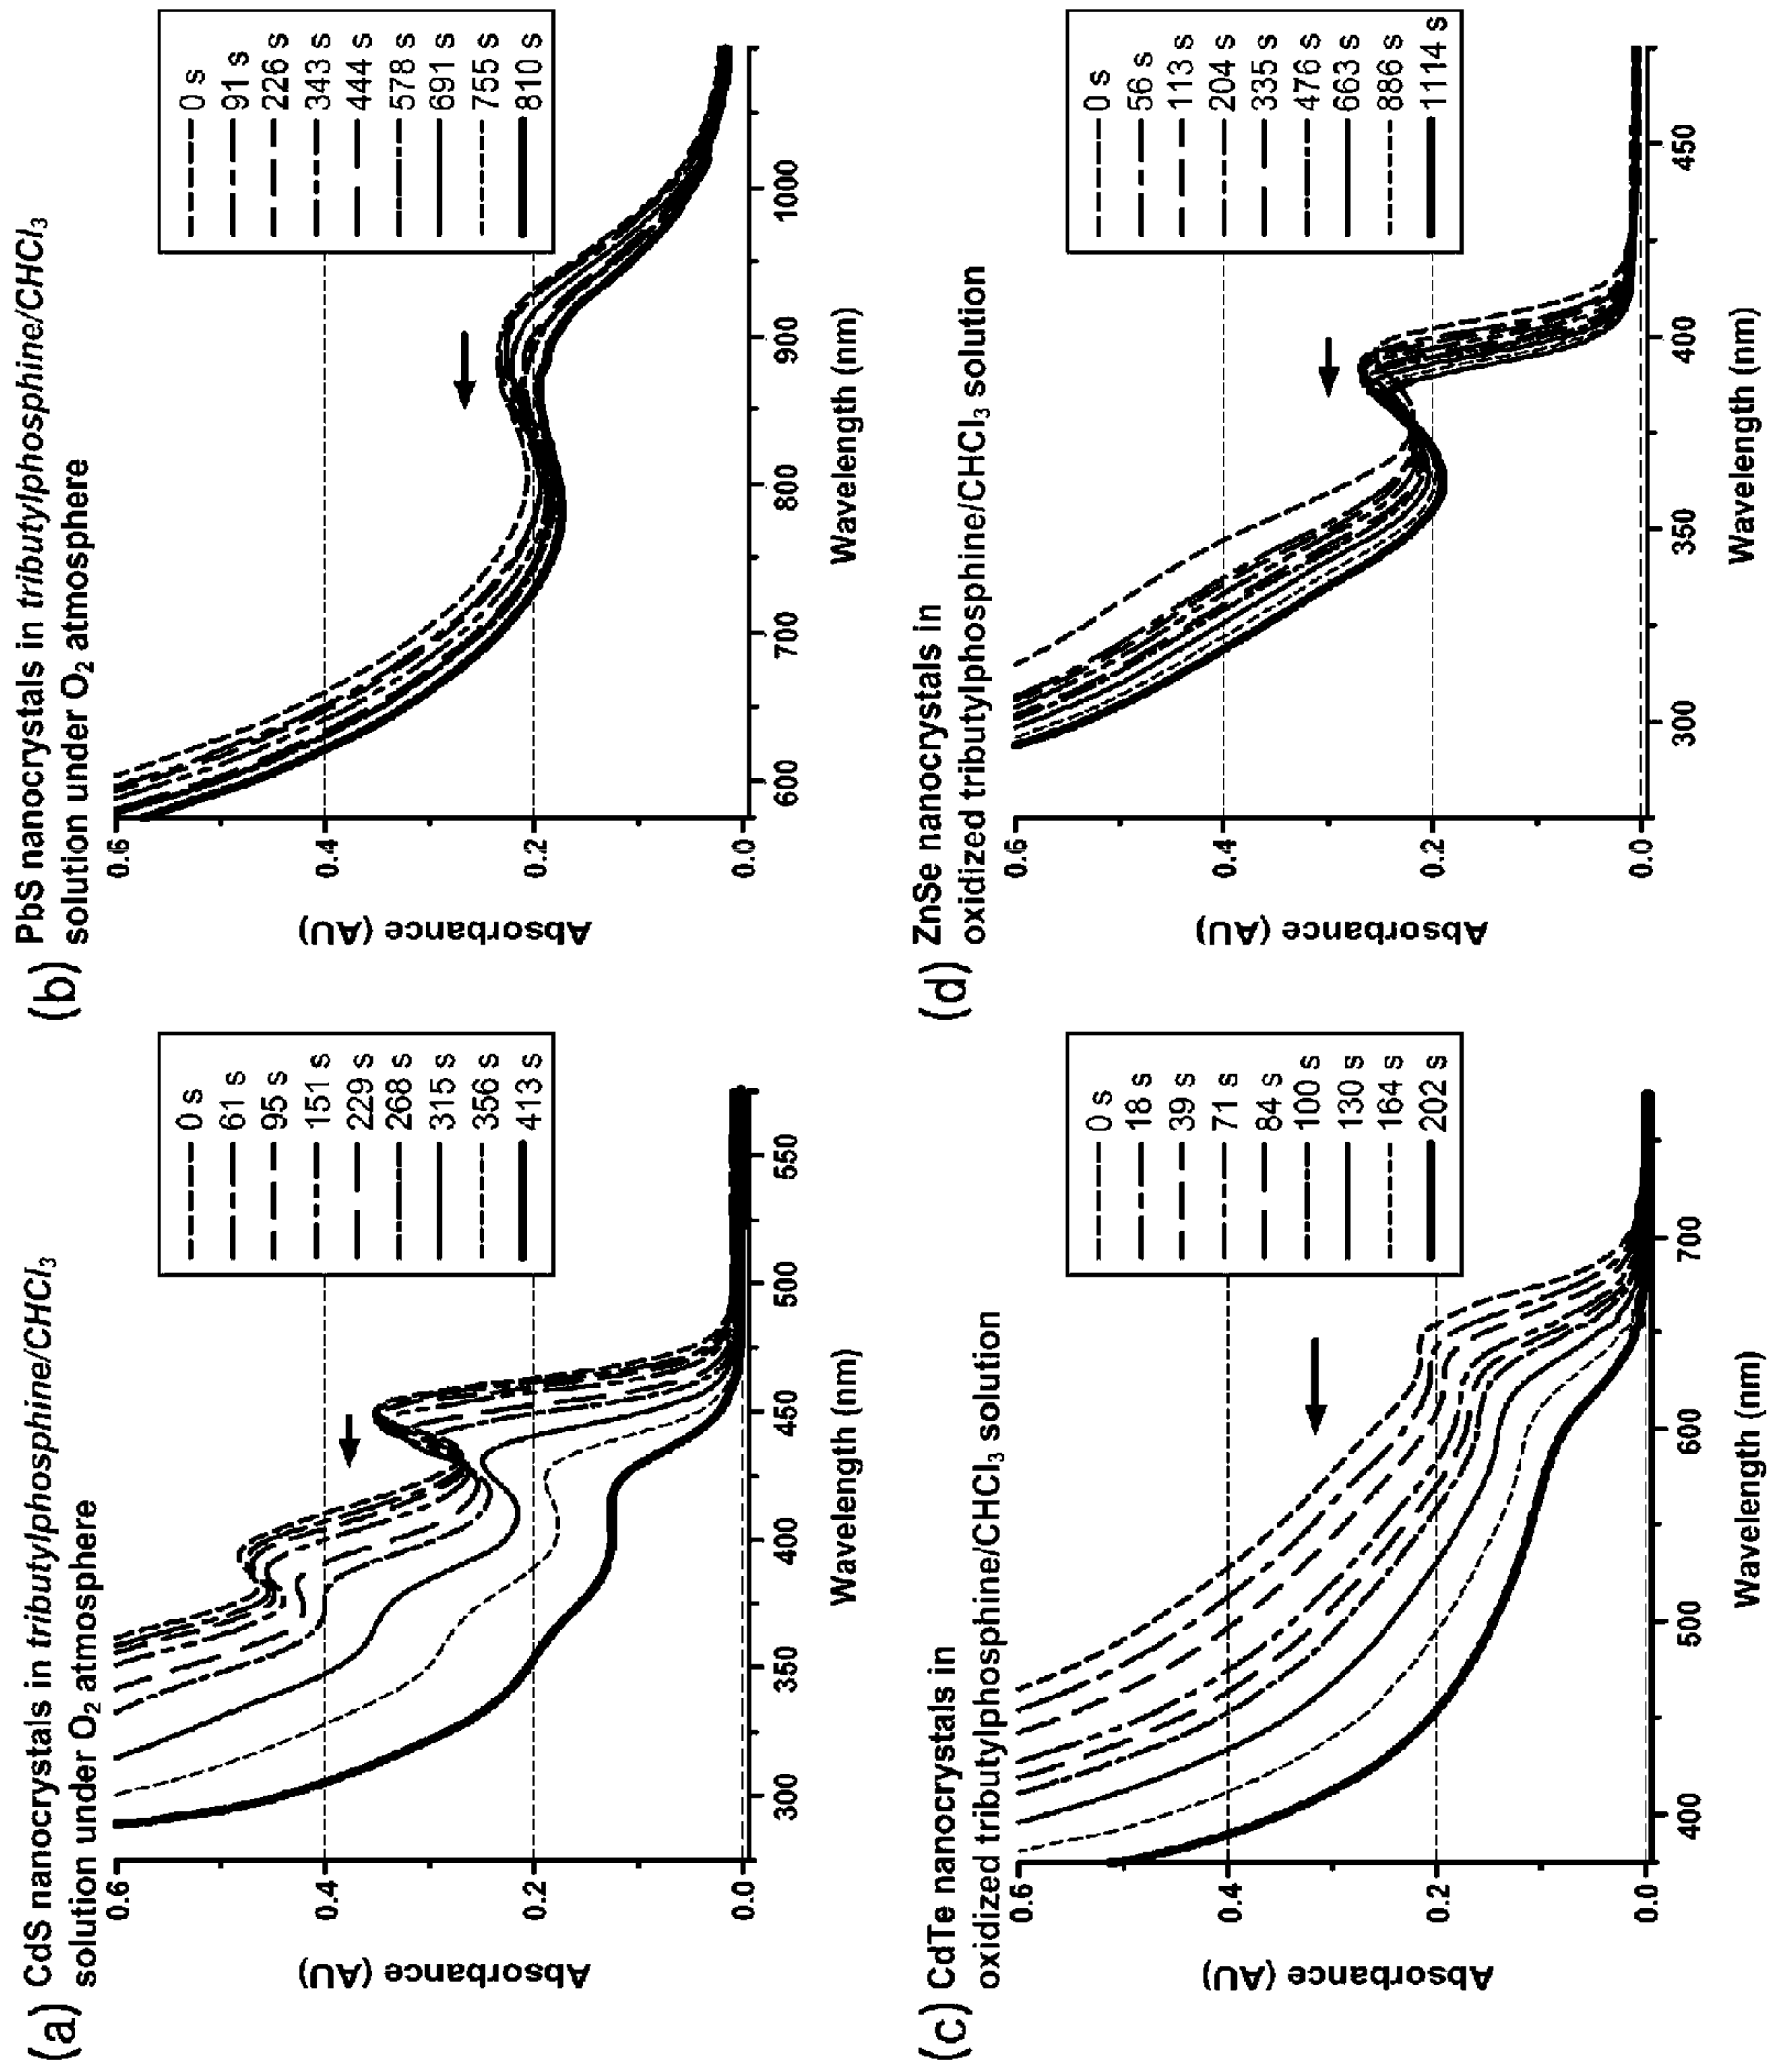 (a) CdS nanocrystals in tributylphosphine/CHCl3
solution under O2 atmosphere
0.6
0.4
0.2
0.0
Absorbance (AU)
300
350
400
450
500
550
Wavelength (nm)
0 s
61 s
95 s
151 s
229 s
268 s
315 s
356 s
413 s
(b) PbS nanocrystals in tributylphosphine/CHCl3
solution under O2 atmosphere
0.6
0.4
0.2
0.0
Absorbance (AU)
600
700
800
900
1000
Wavelength (nm)
0 s
91 s
226 s
343 s
444 s
578 s
691 s
755 s
810 s
(c) CdTe nanocrystals in
oxidized tributylphosphine/CHCl3 solution
0.6
0.4
0.2
0.0
Absorbance (AU)
400
500
600
700
Wavelength (nm)
0 s
18 s
39 s
71 s
84 s
100 s
130 s
164 s
202 s
(d) ZnSe nanocrystals in
oxidized tributylphosphine/CHCl3 solution
0.6
0.4
0.2
0.0
Absorbance (AU)
300
350
400
450
Wavelength (nm)
0 s
56 s
113 s
204 s
335 s
476 s
663 s
886 s
1114 s